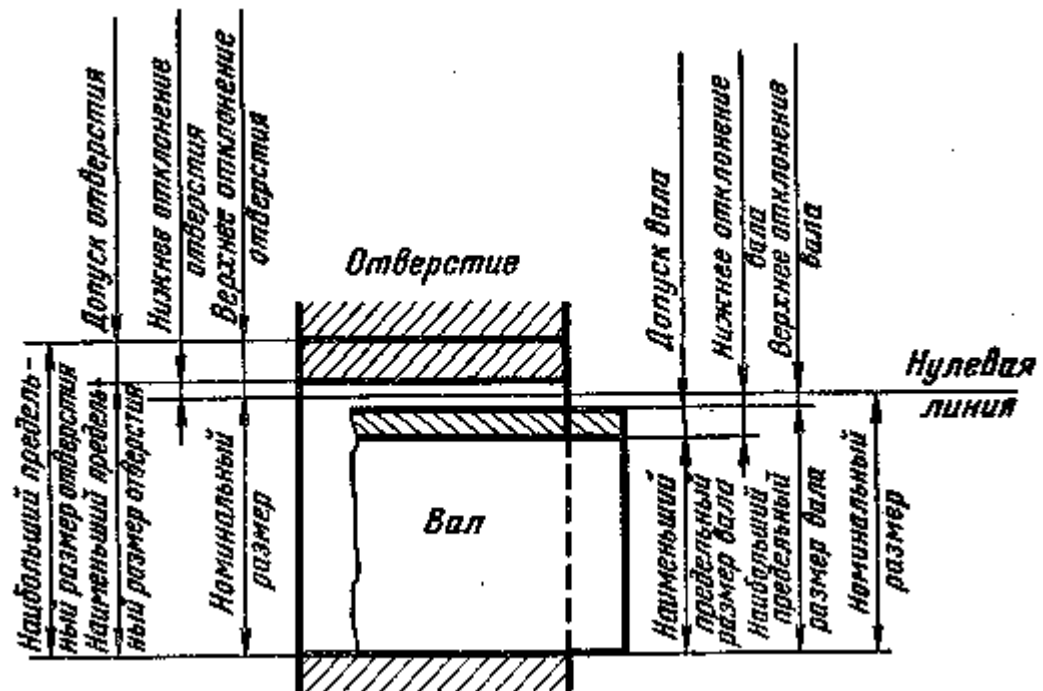 Допуск отверстия
Нижнее отклонение
отверстия
Верхнее отклонение
отверстия
Отверстие
Допуск вала
Нижнее отклонение
вала
Верхнее отклонение
вала
Нулевая
линия
Наибольший предель-
ный размер отверстия
Наименьший предель-
ный размер отверстия
Номинальный
размер
Вал
Наименьший
предельный
размер вала
Наибольший
предельный
размер вала
Номинальный
размер